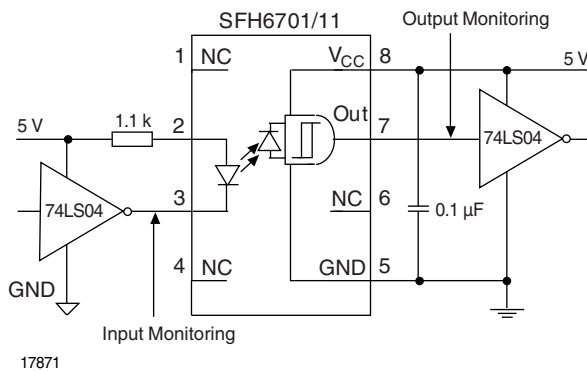 SFH6701/11
Output Monitoring
1 NC
V_CC 8
5 V
5 V
1.1 k
2
Out
7
74LS04
3
74LS04
NC
6
0.1 µF
4 NC
GND 5
GND
Input Monitoring
17871